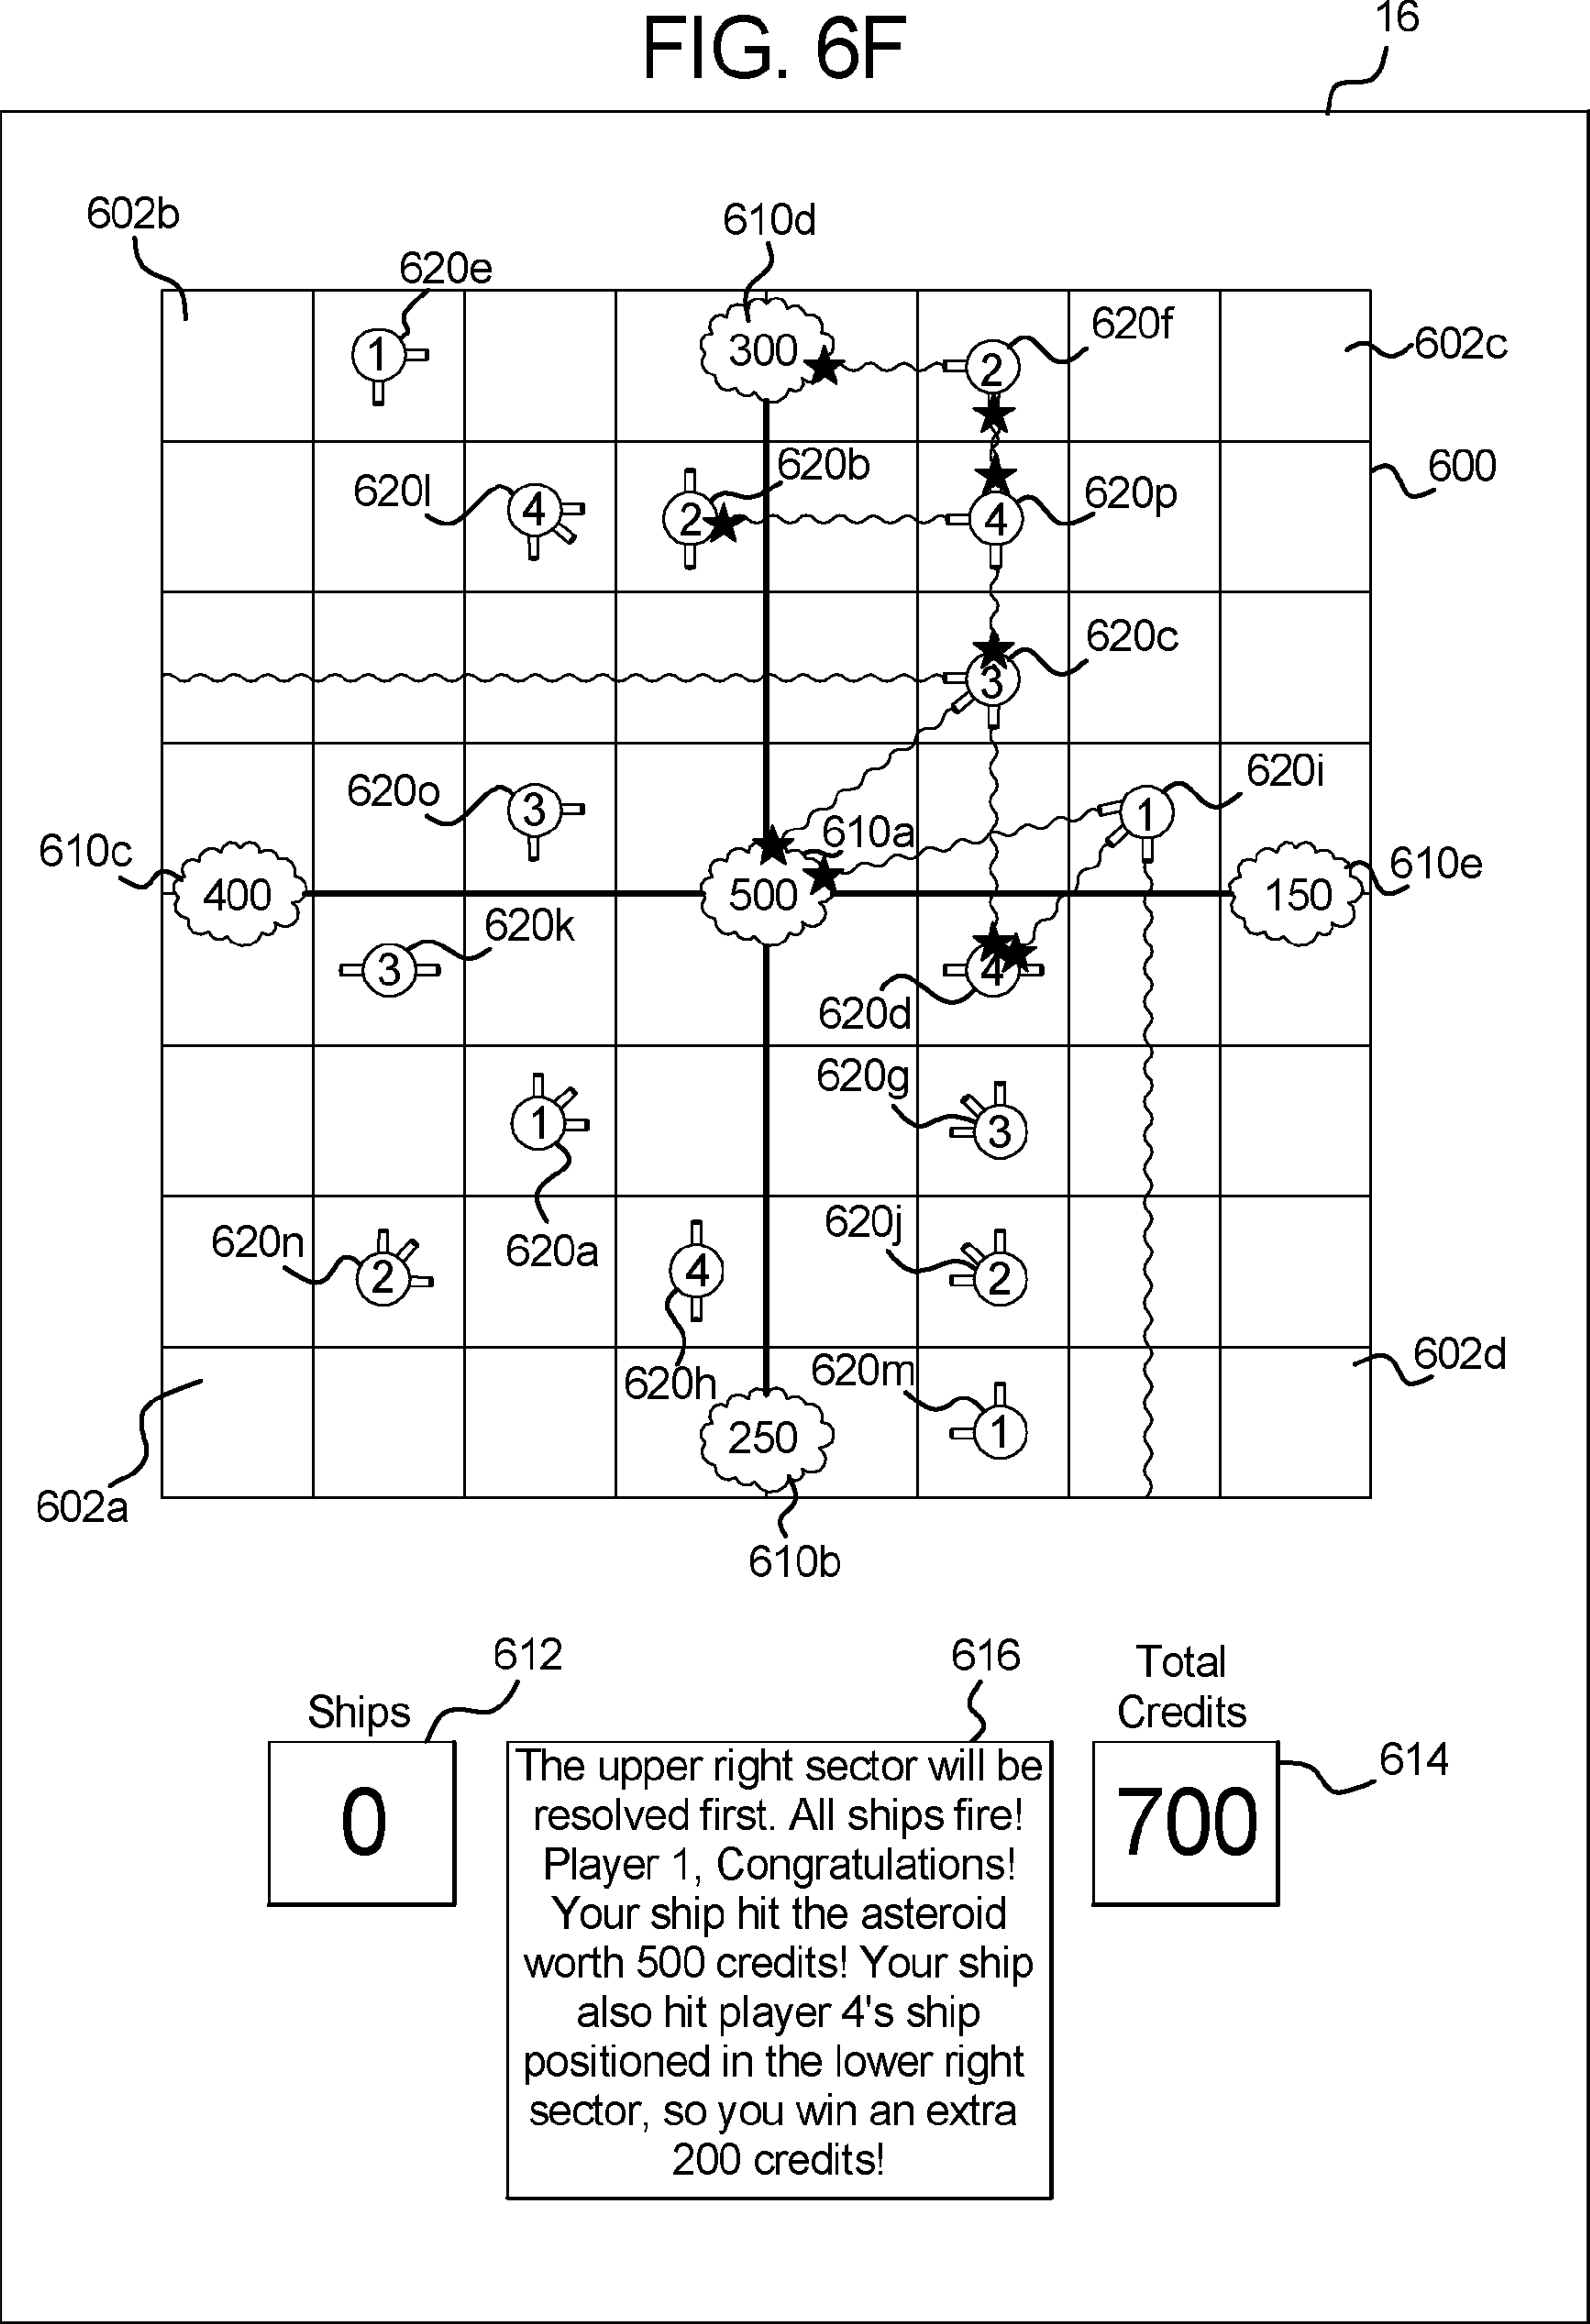 FIG. 6F
16
602b
610d
620e
620f
1
300
2
602c
620l
620b
600
4
2
4
620p
620c
3
620o
3
620i
1
610c
610a
610e
400
500
150
620k
3
4
620d
620g
1
3
620a
620n
620j
2
4
2
620h
620m
602d
250
1
602a
610b
612
616
Total
Ships
Credits
614
0
700
The upper right sector will be
resolved first. All ships fire!
Player 1, Congratulations!
Your ship hit the asteroid
worth 500 credits! Your ship
also hit player 4's ship
positioned in the lower right
sector, so you win an extra
200 credits!